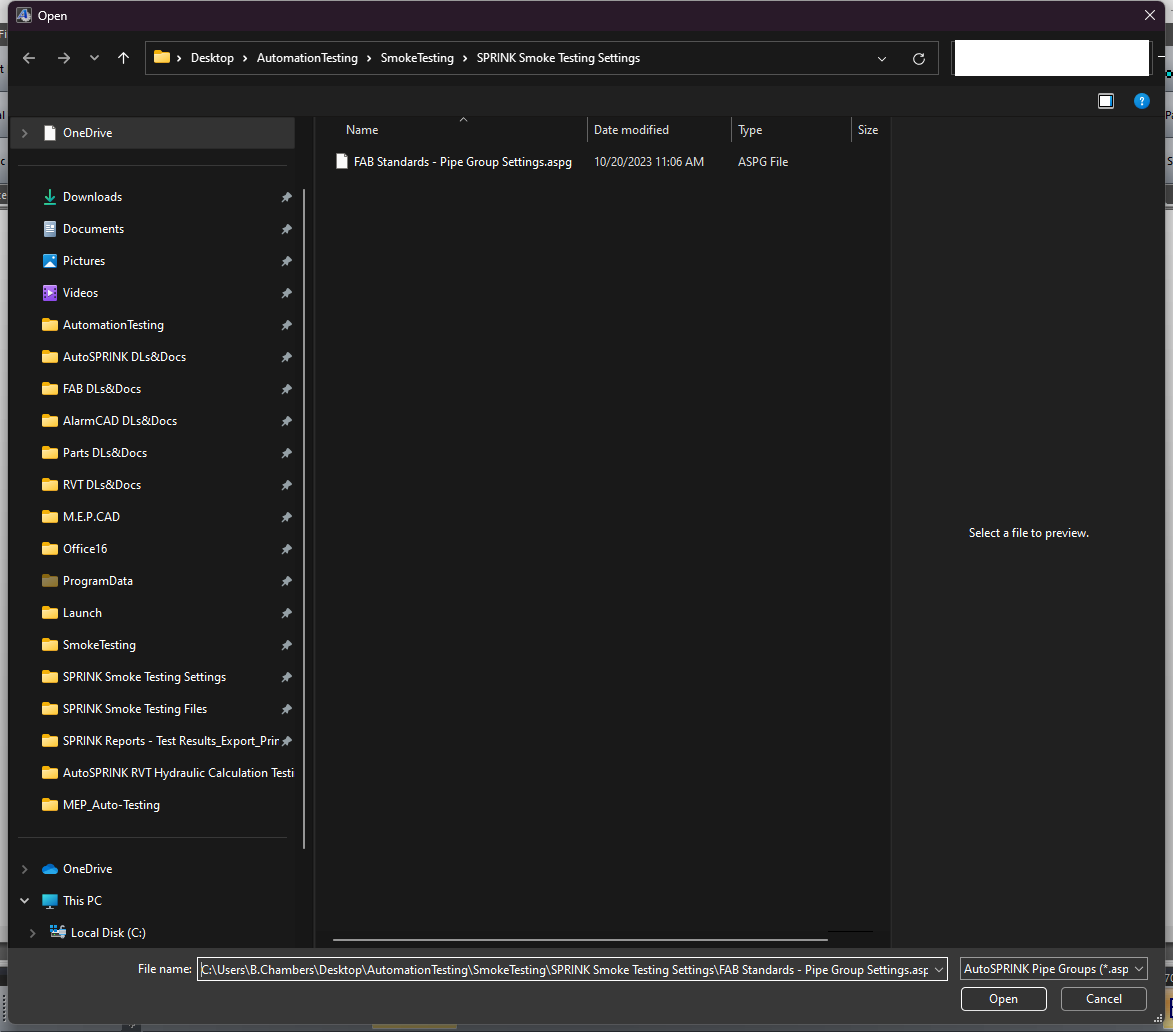 Open
Desktop > AutomationTesting > SmokeTesting > SPRINK Smoke Testing Settings
?
OneDrive
Downloads
Documents
Pictures
Videos
AutomationTesting
AutoSPRINK DLs&Docs
FAB DLs&Docs
AlarmCAD DLs&Docs
Parts DLs&Docs
RVT DLs&Docs
M.E.P.CAD
Office16
ProgramData
Launch
SmokeTesting
SPRINK Smoke Testing Settings
SPRINK Smoke Testing Files
SPRINK Reports - Test Results_Export_Prin
AutoSPRINK RVT Hydraulic Calculation Testi
MEP_Auto-Testing
OneDrive
This PC
Local Disk (C:)
Name Date modified Type Size
FAB Standards - Pipe Group Settings.aspg 10/20/2023 11:06 AM ASPG File
Select a file to preview.
File name: C:\Users\B.Chambers\Desktop\AutomationTesting\SmokeTesting\SPRINK Smoke Testing Settings\FAB Standards - Pipe Group Settings.asp
AutoSPRINK Pipe Groups (*.asp
Open Cancel